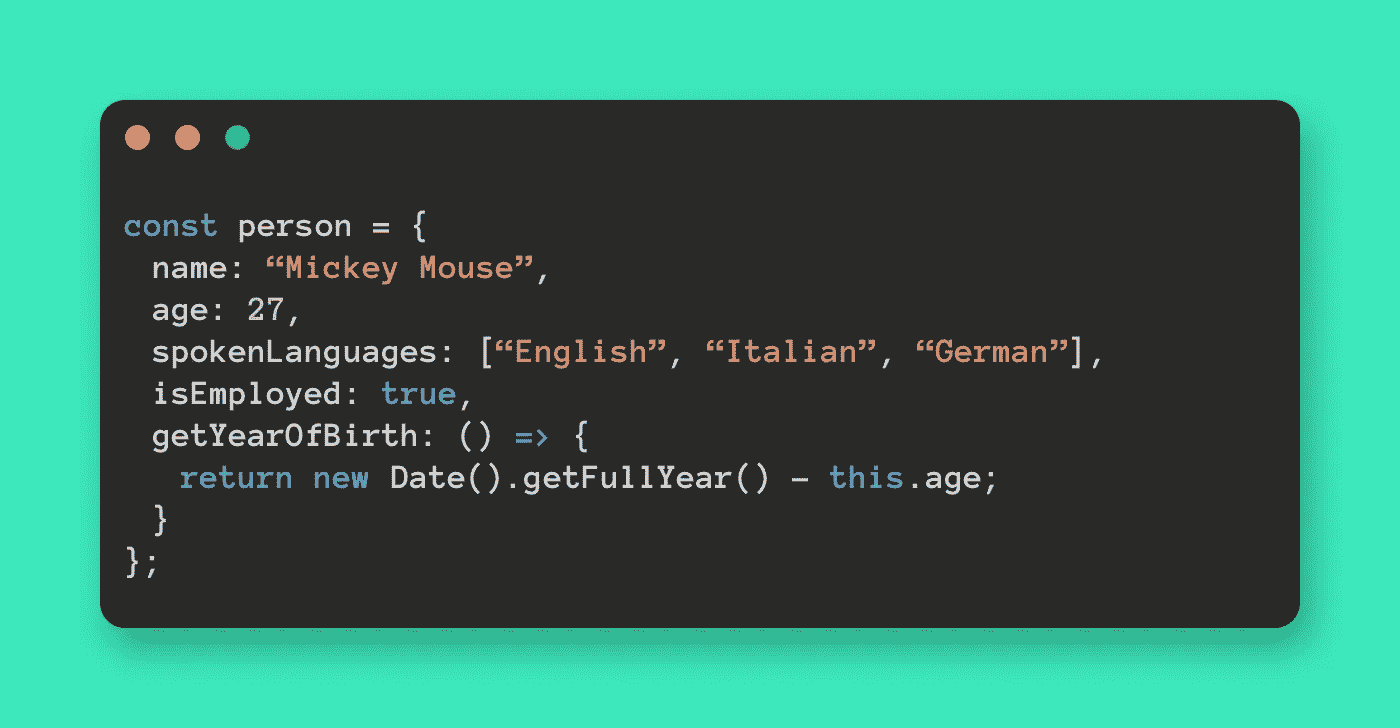 const person = {
  name: “Mickey Mouse”,
  age: 27,
  spokenLanguages: [“English”, “Italian”, “German”],
  isEmployed: true,
  getYearOfBirth: () => {
    return new Date().getFullYear() – this.age;
  }
};